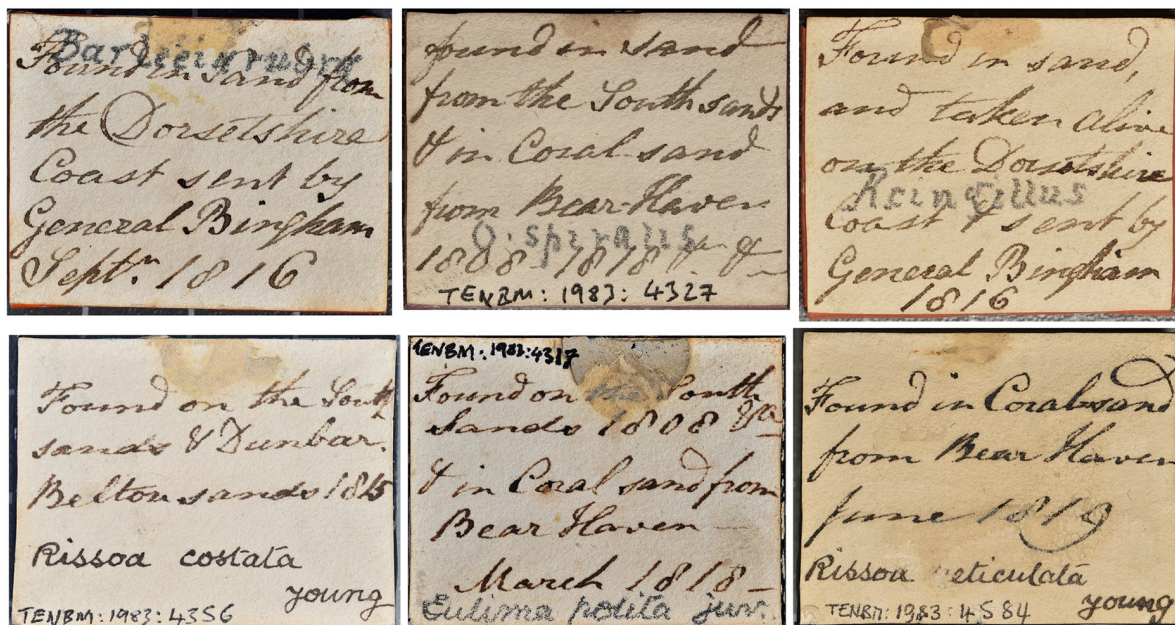 Barleeia rubra
Found in sand from
the Dorsetshire
Coast sent by
General Bingham
Septr. 1816
found in sand
from the South sands
& in Coral sand
from Bear Haven
O. spiralis
1808 1818 &
TENBM: 1983: 4327
Found in sand,
and taken alive
on the Dorsetshire
R cingillus
Coast & sent by
General Bingham
1816
Found on the South
sands & Dunbar.
Belton sands 1815
Rissoa costata
young
TENBM: 1983: 4356
TENBM: 1983: 4317
Found on the South
Sands 1808 &a
& in Coral sand from
Bear Haven —
March 1818 —
Eulima polita juv.
Found in Coral sand
from Bear Haven
June 1819
Rissoa reticulata
young
TENBM: 1983: 4584